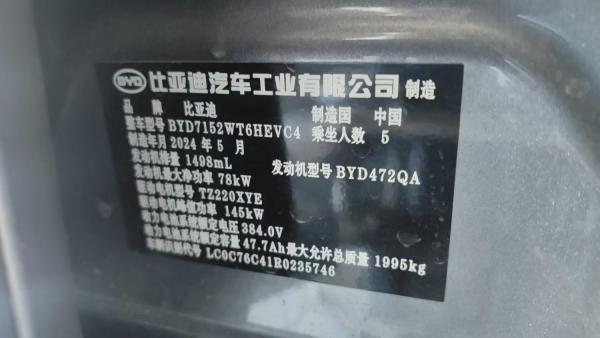 BYD 比亚迪汽车工业有限公司 制造
品牌 比亚迪 制造国 中国
整车型号 BYD7152WT6HEVC4 乘坐人数 5
制造年月 2024年5月
发动机排量 1498mL 发动机型号 BYD472QA
发动机最大净功率 78kW
驱动电机型号 TZ220XYE
驱动电机峰值功率 145kW
动力电池系统额定电压 384.0V
动力电池系统额定容量 47.7Ah 最大允许总质量 1995kg
车辆识别代号 LC0C76C41R0235746